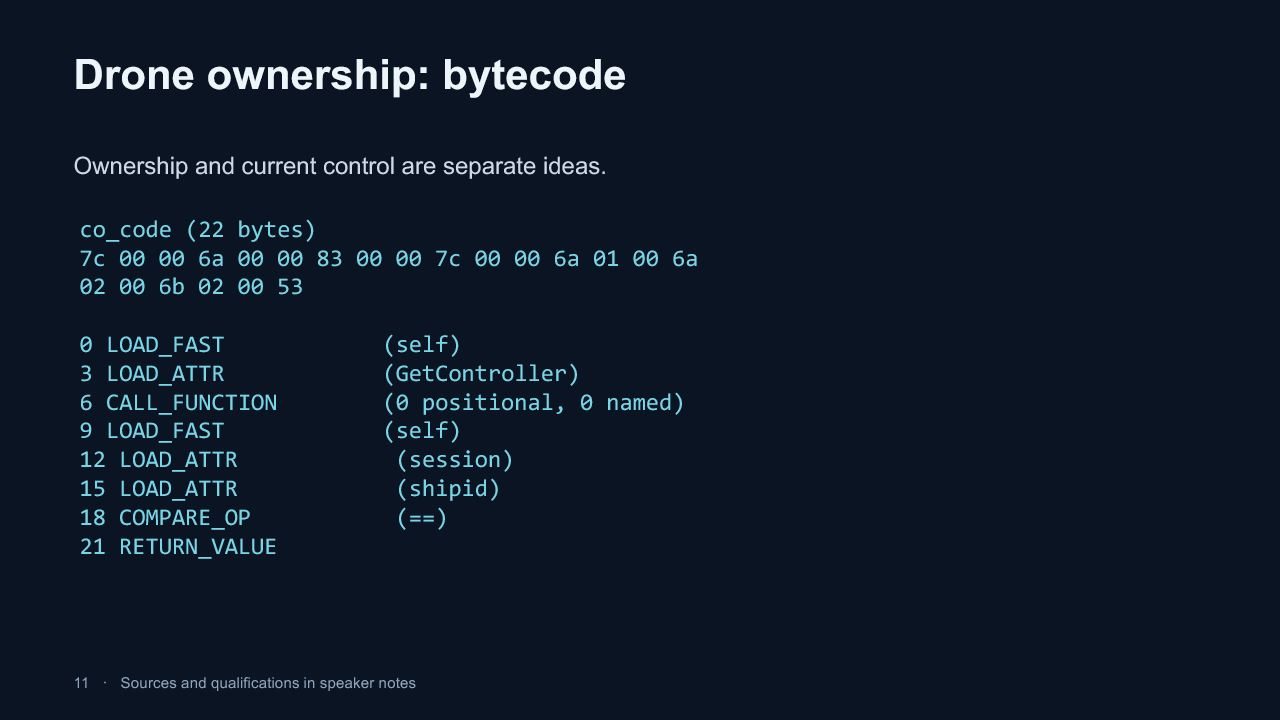 Drone ownership: bytecode
Ownership and current control are separate ideas.
co_code (22 bytes)
7c 00 00 6a 00 00 83 00 00 7c 00 00 6a 01 00 6a
02 00 6b 02 00 53
0 LOAD_FAST            (self)
3 LOAD_ATTR            (GetController)
6 CALL_FUNCTION        (0 positional, 0 named)
9 LOAD_FAST            (self)
12 LOAD_ATTR            (session)
15 LOAD_ATTR            (shipid)
18 COMPARE_OP           (==)
21 RETURN_VALUE
11 · Sources and qualifications in speaker notes